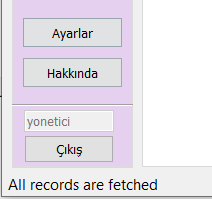 Ayarlar
Hakkında
yonetici
Çıkış
All records are fetched